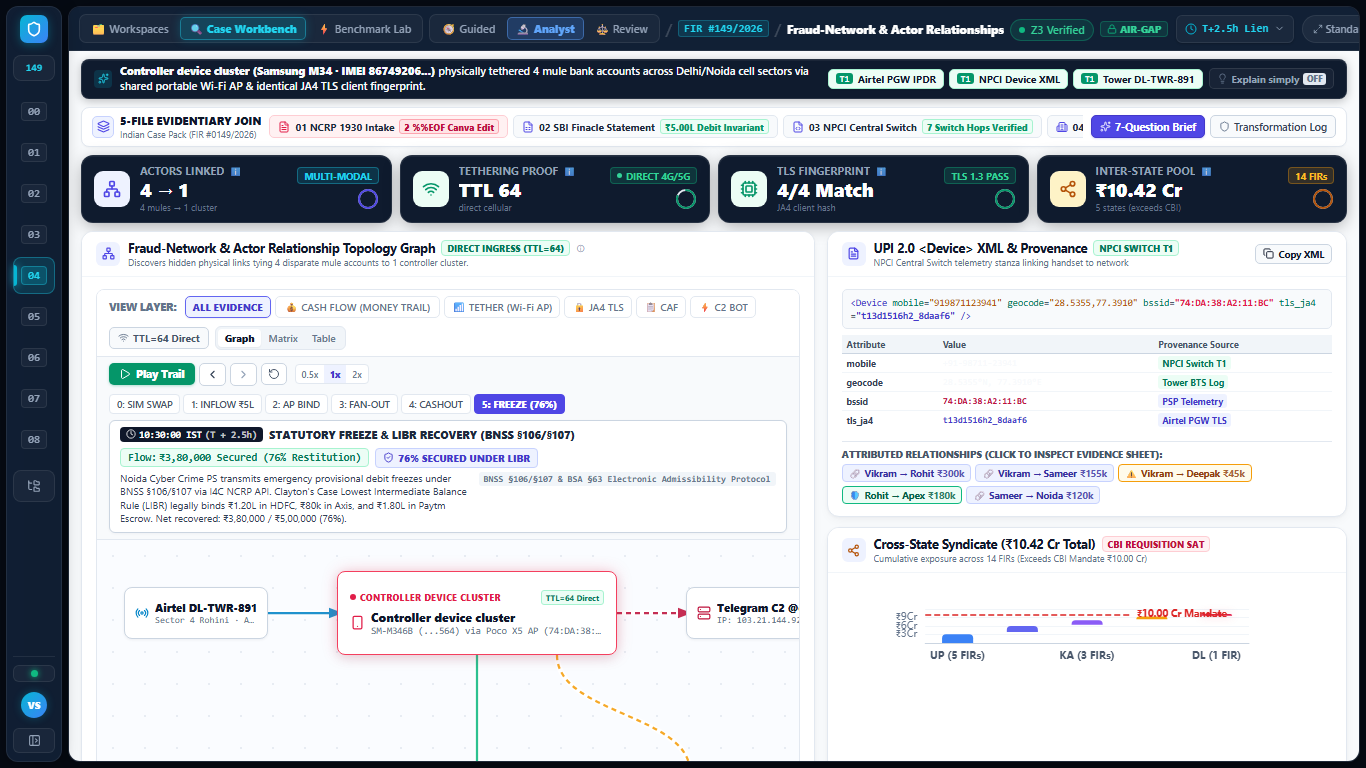 Workspaces
Case Workbench
Benchmark Lab
Guided
Analyst
Review
/
FIR #149/2026
/
Fraud-Network & Actor Relationships
Z3 Verified
AIR-GAP
T+2.5h Lien
Standa
149
00
01
02
03
04
05
06
07
08
VS
Controller device cluster (Samsung M34 · IMEI 86749206...) physically tethered 4 mule bank accounts across Delhi/Noida cell sectors via
shared portable Wi-Fi AP & identical JA4 TLS client fingerprint.
T1 Airtel PGW IPDR
T1 NPCI Device XML
T1 Tower DL-TWR-891
Explain simply OFF
5-FILE EVIDENTIARY JOIN
Indian Case Pack (FIR #0149/2026)
01 NCRP 1930 Intake 2 %%EOF Canva Edit
02 SBI Finacle Statement ₹5.00L Debit Invariant
03 NPCI Central Switch 7 Switch Hops Verified
04
7-Question Brief
Transformation Log
ACTORS LINKED
MULTI-MODAL
4 → 1
4 mules → 1 cluster
TETHERING PROOF
DIRECT 4G/5G
TTL 64
direct cellular
TLS FINGERPRINT
TLS 1.3 PASS
4/4 Match
JA4 client hash
INTER-STATE POOL
14 FIRs
₹10.42 Cr
5 states (exceeds CBI)
Fraud-Network & Actor Relationship Topology Graph DIRECT INGRESS (TTL=64)
Discovers hidden physical links tying 4 disparate mule accounts to 1 controller cluster.
VIEW LAYER:
ALL EVIDENCE
CASH FLOW (MONEY TRAIL)
TETHER (Wi-Fi AP)
JA4 TLS
CAF
C2 BOT
TTL=64 Direct
Graph
Matrix
Table
Play Trail
0.5x
1x
2x
0: SIM SWAP
1: INFLOW ₹5L
2: AP BIND
3: FAN-OUT
4: CASHOUT
5: FREEZE (76%)
10:30:00 IST (T + 2.5h) STATUTORY FREEZE & LIBR RECOVERY (BNSS §106/§107)
Flow: ₹3,80,000 Secured (76% Restitution)
76% SECURED UNDER LIBR
Noida Cyber Crime PS transmits emergency provisional debit freezes under
BNSS §106/§107 via I4C NCRP API. Clayton's Case Lowest Intermediate Balance
Rule (LIBR) legally binds ₹1.20L in HDFC, ₹80k in Axis, and ₹1.80L in Paytm
Escrow. Net recovered: ₹3,80,000 / ₹5,00,000 (76%).
BNSS §106/§107 & BSA §63 Electronic Admissibility Protocol
Airtel DL-TWR-891
Sector 4 Rohini - A…
CONTROLLER DEVICE CLUSTER
TTL=64 Direct
Controller device cluster
SM-M346B (...564) via Poco X5 AP (74:DA:38:…
Telegram C2 @
IP: 103.21.144.92
UPI 2.0 <Device> XML & Provenance NPCI SWITCH T1
NPCI Central Switch telemetry stanza linking handset to network
Copy XML
<Device mobile="919871123941" geocode="28.5355,77.3910" bssid="74:DA:38:A2:11:BC" tls_ja4
="t13d1516h2_8daaf6" />
Attribute Value Provenance Source
mobile NPCI Switch T1
geocode Tower BTS Log
bssid 74:DA:38:A2:11:BC PSP Telemetry
tls_ja4 t13d1516h2_8daaf6 Airtel PGW TLS
ATTRIBUTED RELATIONSHIPS (CLICK TO INSPECT EVIDENCE SHEET):
Vikram → Rohit ₹300k
Vikram → Sameer ₹155k
Vikram → Deepak ₹45k
Rohit → Apex ₹180k
Sameer → Noida ₹120k
Cross-State Syndicate (₹10.42 Cr Total) CBI REQUISITION SAT
Cumulative exposure across 14 FIRs (Exceeds CBI Mandate ₹10.00 Cr)
₹10.00 Cr Mandate
₹9Cr
₹6Cr
₹3Cr
UP (5 FIRs)
KA (3 FIRs)
DL (1 FIR)